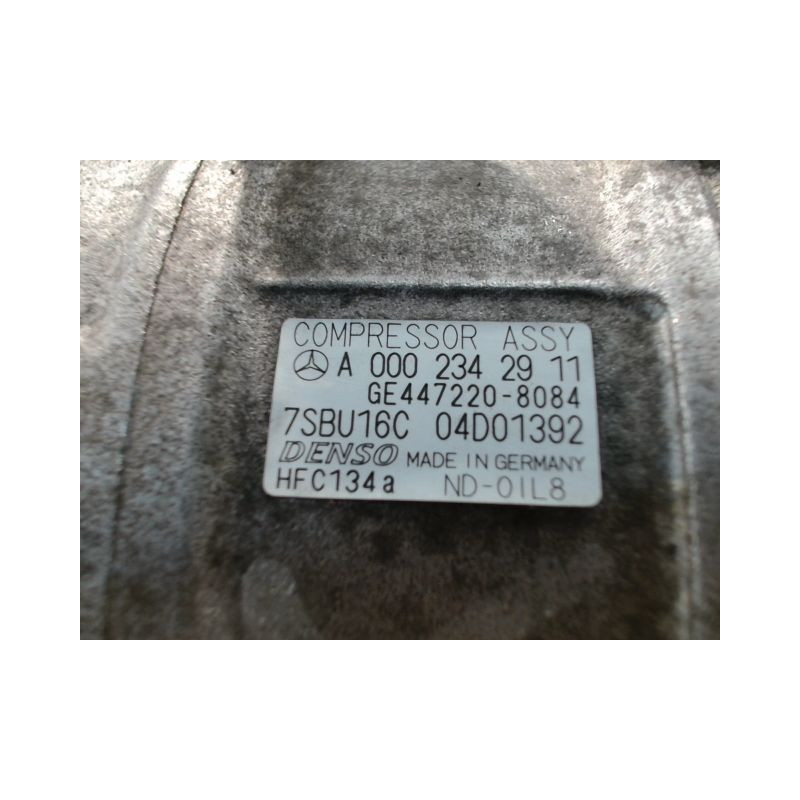 COMPRESSOR ASSY
A 000 234 29 11
GE447220-8084
7SBU16C 04D01392
DENSO MADE IN GERMANY
HFC134a ND-OIL8